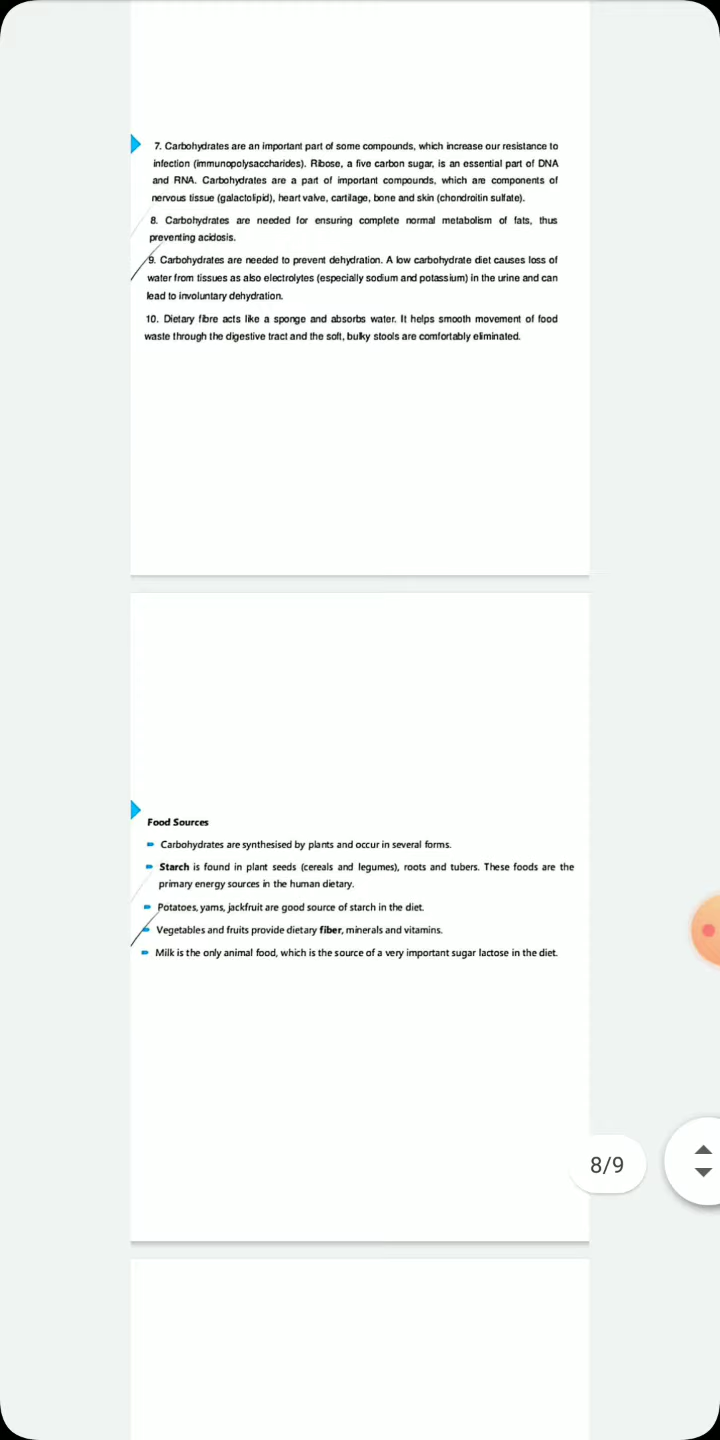 7. Carbohydrates are an important part of some compounds, which increase our resistance to
infection (immunopolysaccharides). Ribose, a five carbon sugar, is an essential part of DNA
and RNA. Carbohydrates are a part of important compounds, which are components of
nervous tissue (galactolipid), heart valve, cartilage, bone and skin (chondroitin sulfate).
8. Carbohydrates are needed for ensuring complete normal metabolism of fats, thus
preventing acidosis.
9. Carbohydrates are needed to prevent dehydration. A low carbohydrate diet causes loss of
water from tissues as also electrolytes (especially sodium and potassium) in the urine and can
lead to involuntary dehydration.
10. Dietary fibre acts like a sponge and absorbs water. It helps smooth movement of food
waste through the digestive tract and the soft, bulky stools are comfortably eliminated.
Food Sources
Carbohydrates are synthesised by plants and occur in several forms.
Starch is found in plant seeds (cereals and legumes), roots and tubers. These foods are the
primary energy sources in the human dietary.
Potatoes, yams, jackfruit are good source of starch in the diet.
Vegetables and fruits provide dietary fiber, minerals and vitamins.
Milk is the only animal food, which is the source of a very important sugar lactose in the diet.
8/9